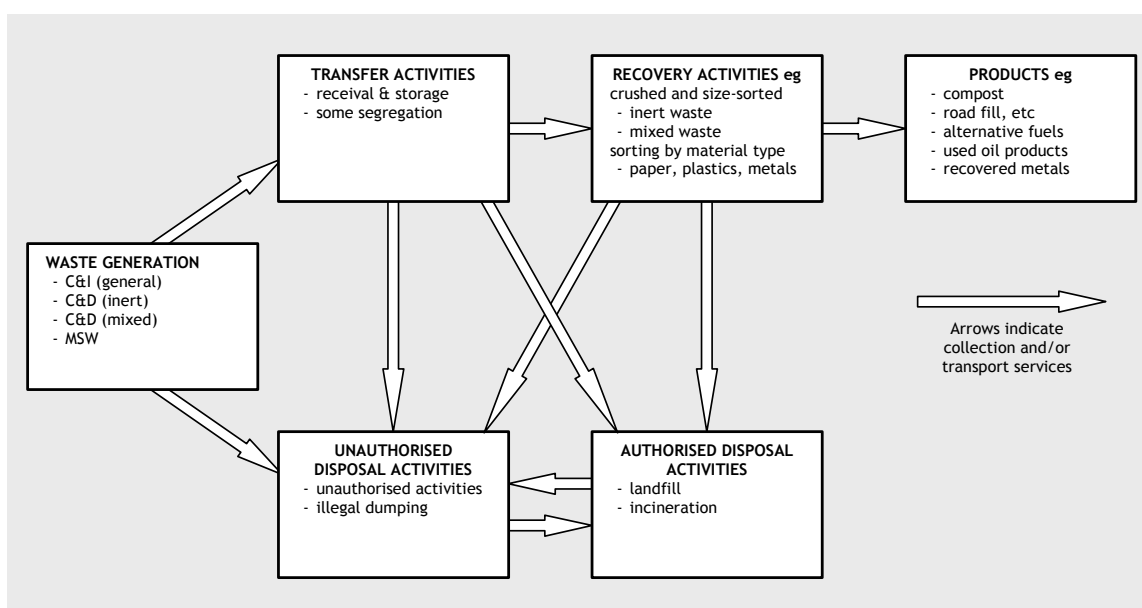 TRANSFER ACTIVITIES
- receival & storage
- some segregation
RECOVERY ACTIVITIES eg
crushed and size-sorted
- inert waste
- mixed waste
sorting by material type
- paper, plastics, metals
PRODUCTS eg
- compost
- road fill, etc
- alternative fuels
- used oil products
- recovered metals
WASTE GENERATION
- C&I (general)
- C&D (inert)
- C&D (mixed)
- MSW
Arrows indicate
collection and/or
transport services
UNAUTHORISED
DISPOSAL ACTIVITIES
- unauthorised activities
- illegal dumping
AUTHORISED DISPOSAL
ACTIVITIES
- landfill
- incineration